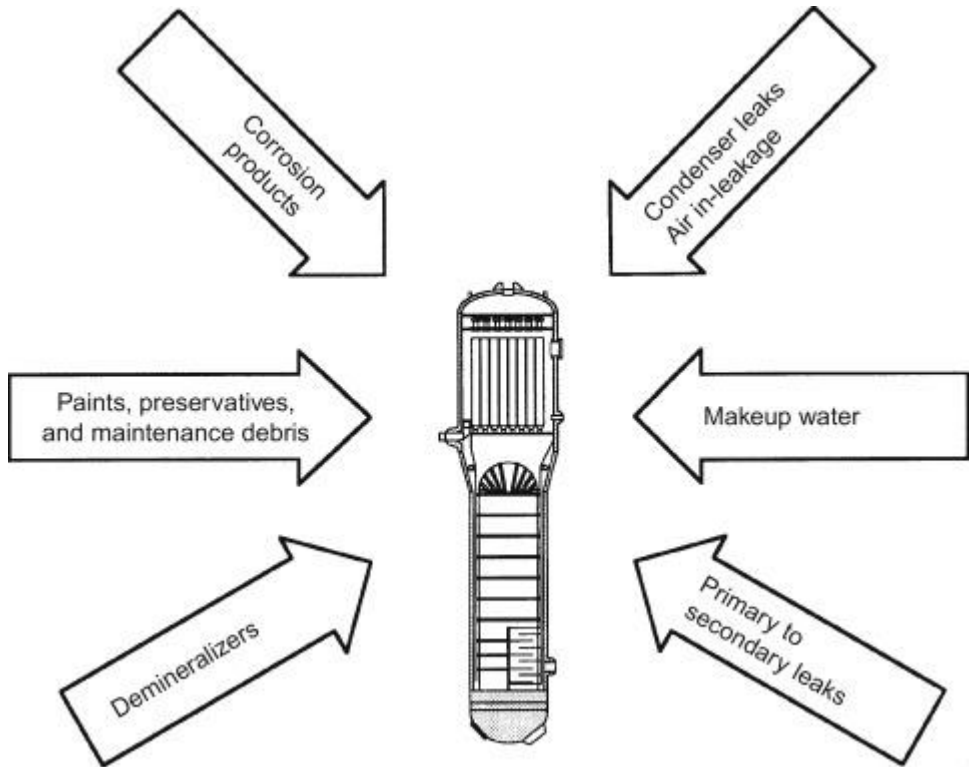 Corrosion
products
Condenser leaks
Air in-leakage
Paints, preservatives,
and maintenance debris
Makeup water
Demineralizers
Primary to
secondary leaks